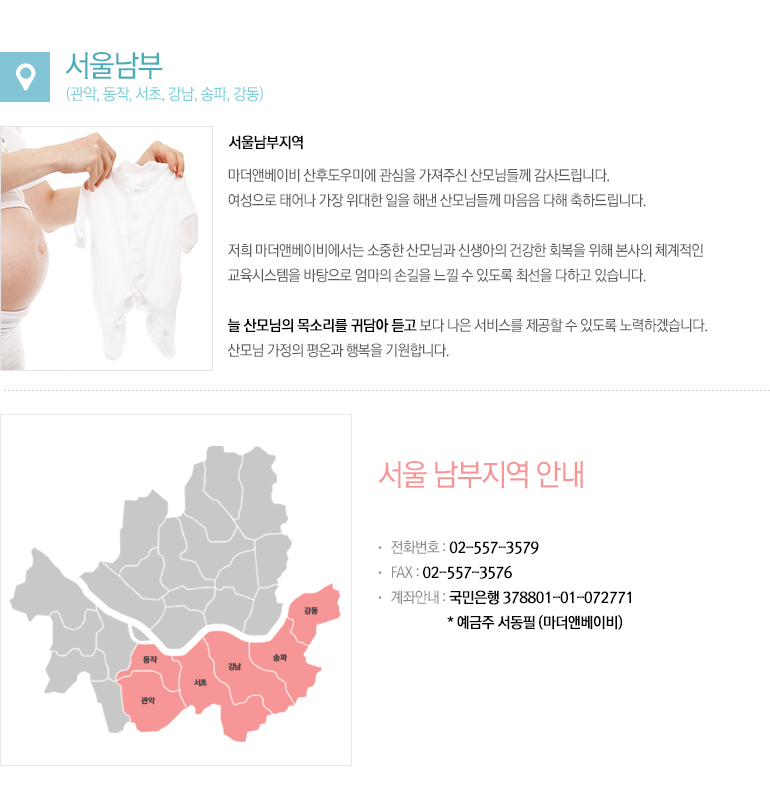 서울남부
(관악, 동작, 서초, 강남, 송파, 강동)
서울남부지역
마더앤베이비 산후도우미에 관심을 가져주신 산모님들께 감사드립니다.
여성으로 태어나 가장 위대한 일을 해낸 산모님들께 마음음 다해 축하드립니다.
저희 마더앤베이비에서는 소중한 산모님과 신생아의 건강한 회복을 위해 본사의 체계적인
교육시스템을 바탕으로 엄마의 손길을 느낄 수 있도록 최선을 다하고 있습니다.
늘 산모님의 목소리를 귀담아 듣고 보다 나은 서비스를 제공할 수 있도록 노력하겠습니다.
산모님 가정의 평온과 행복을 기원합니다.
강동
동작
송파
강남
서초
관악
서울 남부지역 안내
· 전화번호 : 02-557-3579
· FAX : 02-557-3576
· 계좌안내 : 국민은행 378801-01-072771
* 예금주 서동필 (마더앤베이비)